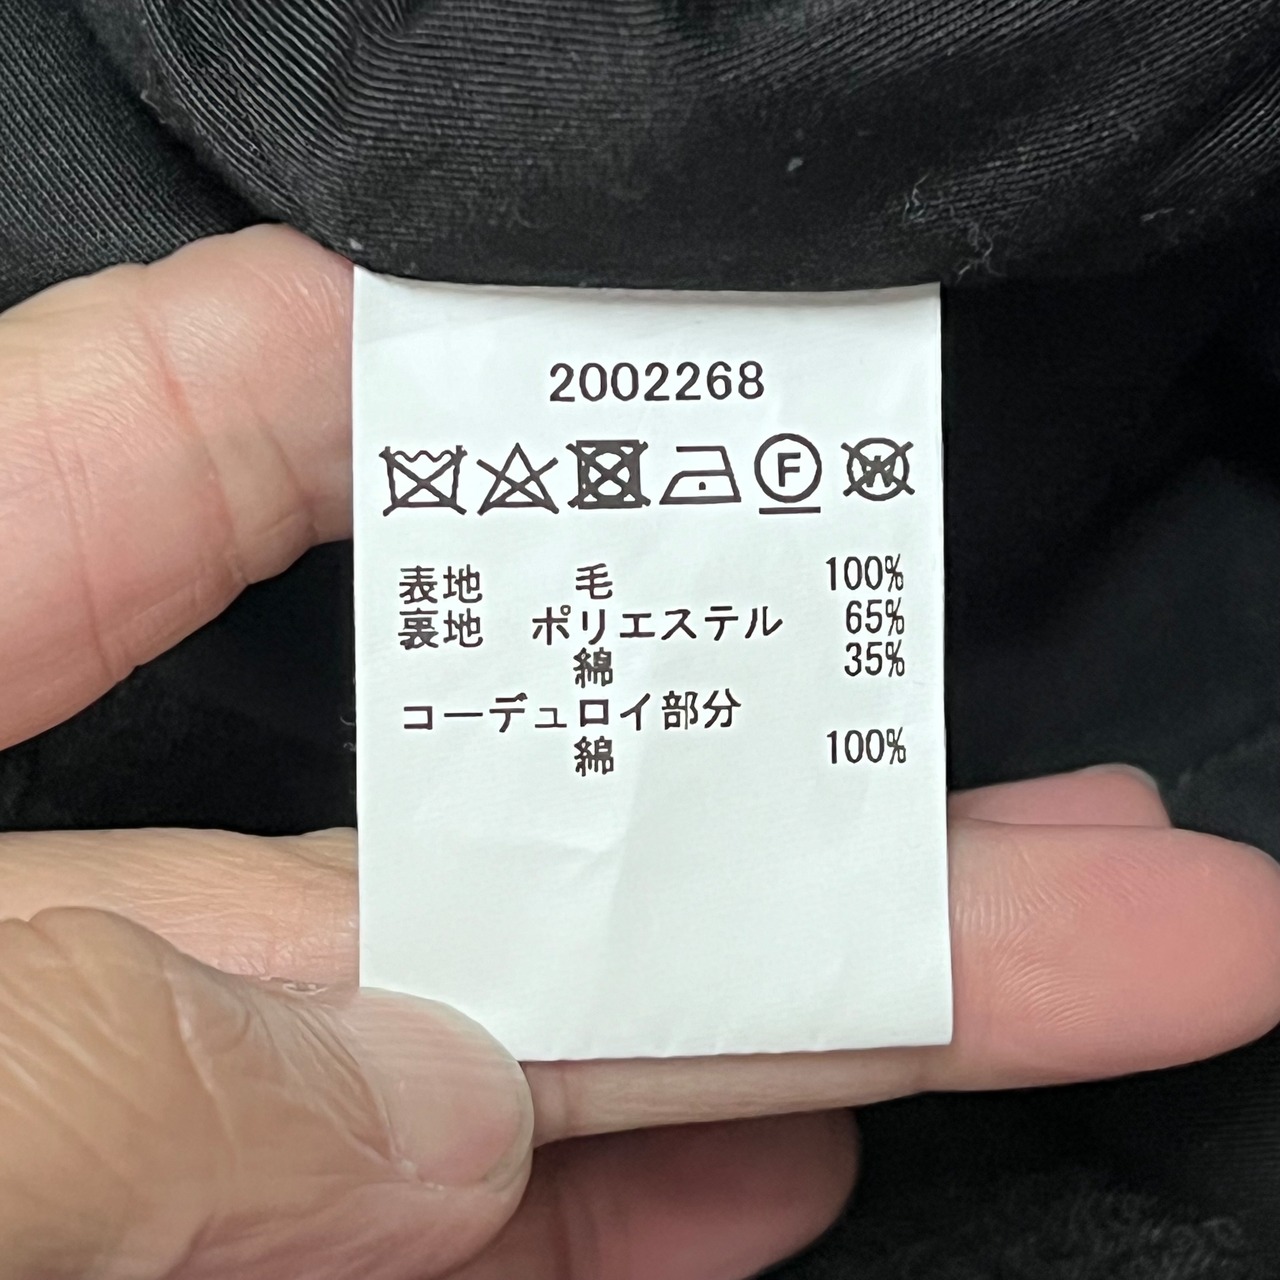 2002268
F W
表地 毛 100%
裏地 ポリエステル 65%
綿 35%
コーデュロイ部分
綿 100%